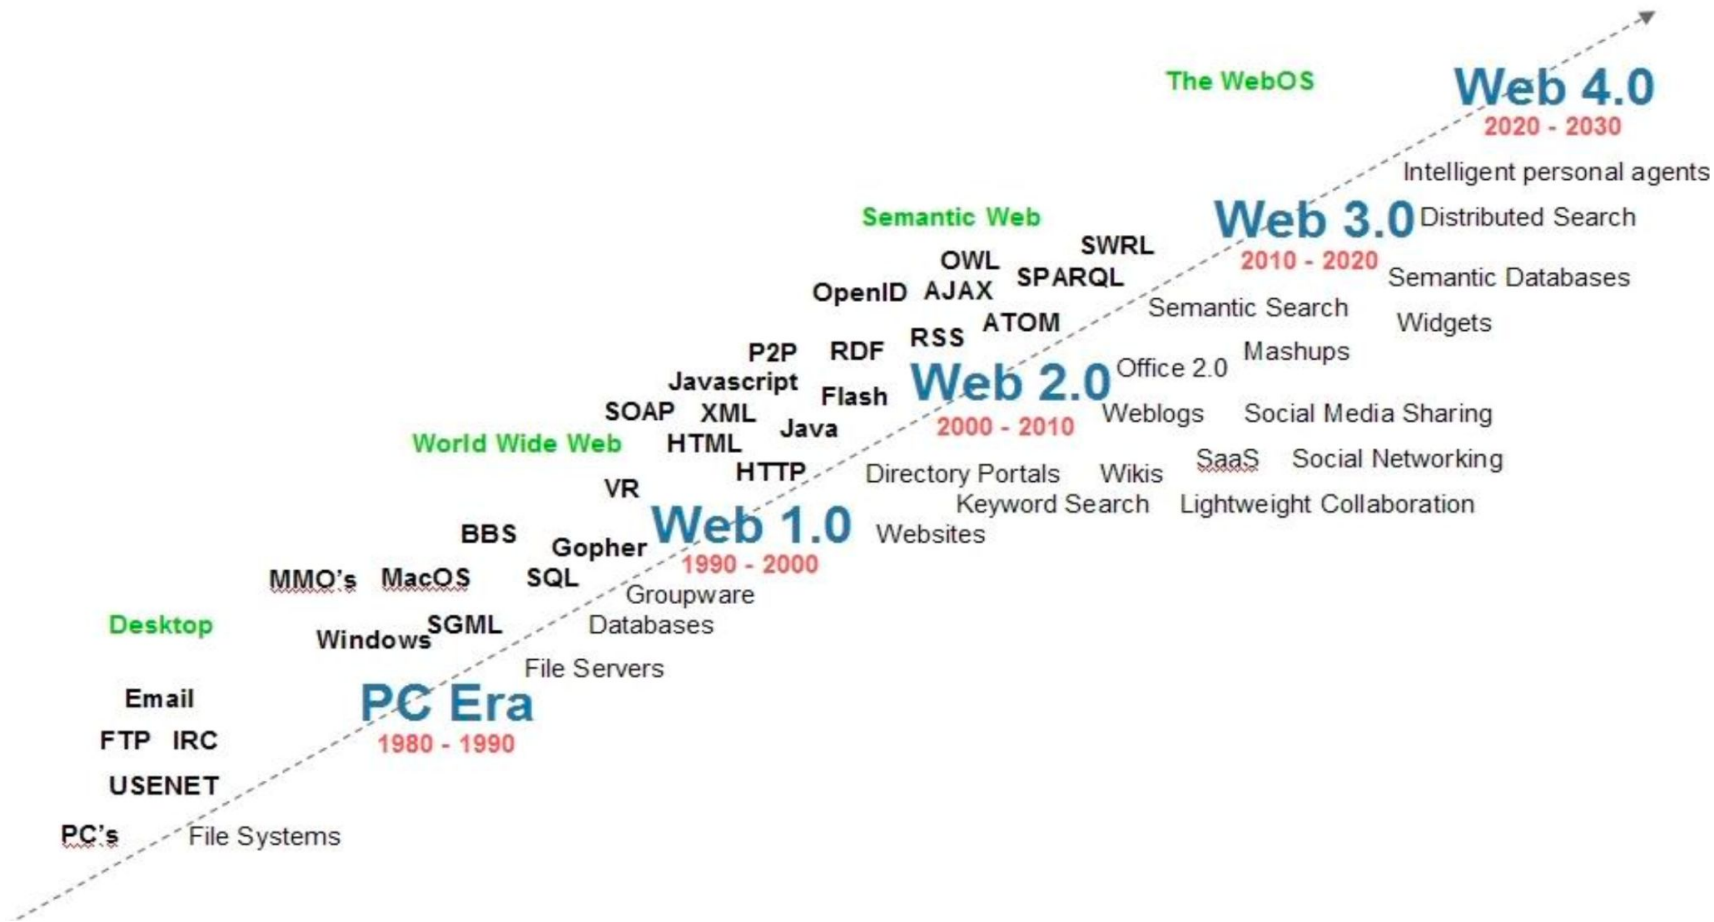 The WebOS
Web 4.0
2020 - 2030
Intelligent personal agents
Semantic Web
Web 3.0
Distributed Search
2010 - 2020
SWRL
OWL
SPARQL
Semantic Databases
OpenID
AJAX
Semantic Search
Widgets
ATOM
RSS
P2P
RDF
Mashups
Office 2.0
Javascript
Web 2.0
Flash
SOAP
XML
Weblogs
Social Media Sharing
2000 - 2010
Java
World Wide Web
HTML
SaaS
Social Networking
HTTP
Directory Portals
Wikis
VR
Keyword Search
Lightweight Collaboration
Web 1.0
BBS
Websites
Gopher
1990 - 2000
MMO's
MacOS
SQL
Groupware
Desktop
SGML
Databases
Windows
File Servers
Email
PC Era
1980 - 1990
FTP
IRC
USENET
PC's
File Systems